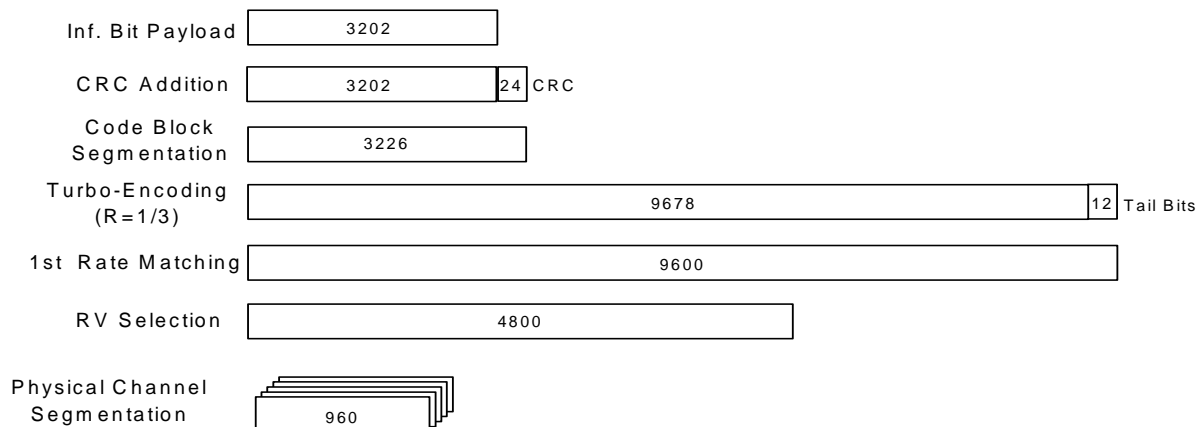 Inf. Bit Payload 3202
CRC Addition 3202 24 CRC
Code Block
Segmentation 3226
Turbo-Encoding
(R=1/3) 9678 12 Tail Bits
1st Rate Matching 9600
RV Selection 4800
Physical Channel
Segmentation 960